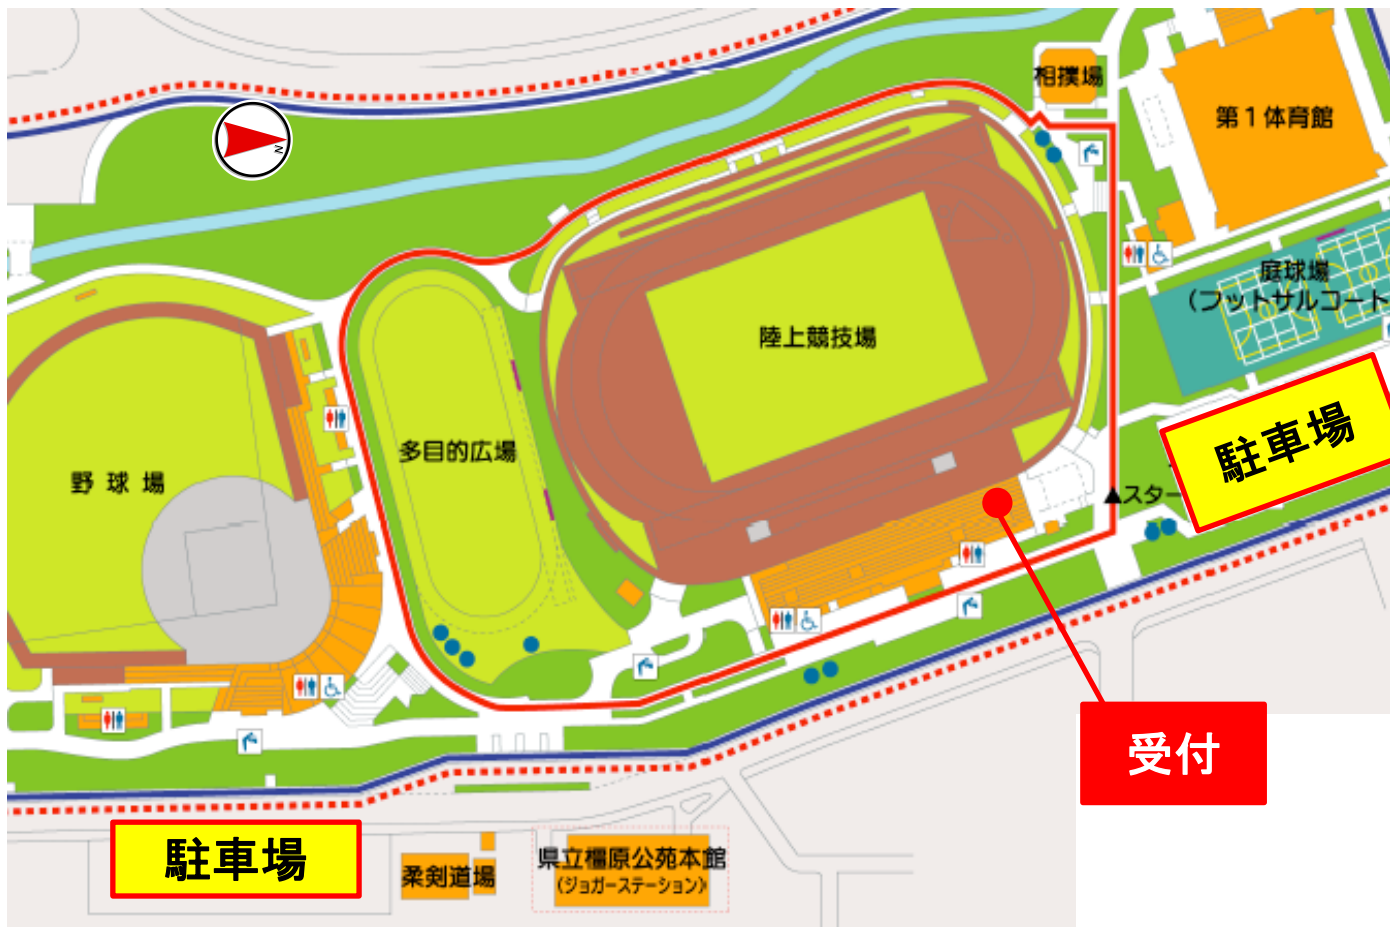 相撲場
第1体育館
N
庭球場
(フットサルコート
陸上競技場
駐車場
多目的広場
野球場
▲スター
受付
駐車場
柔剣道場
県立橿原公苑本館
(ジョガーステーション)